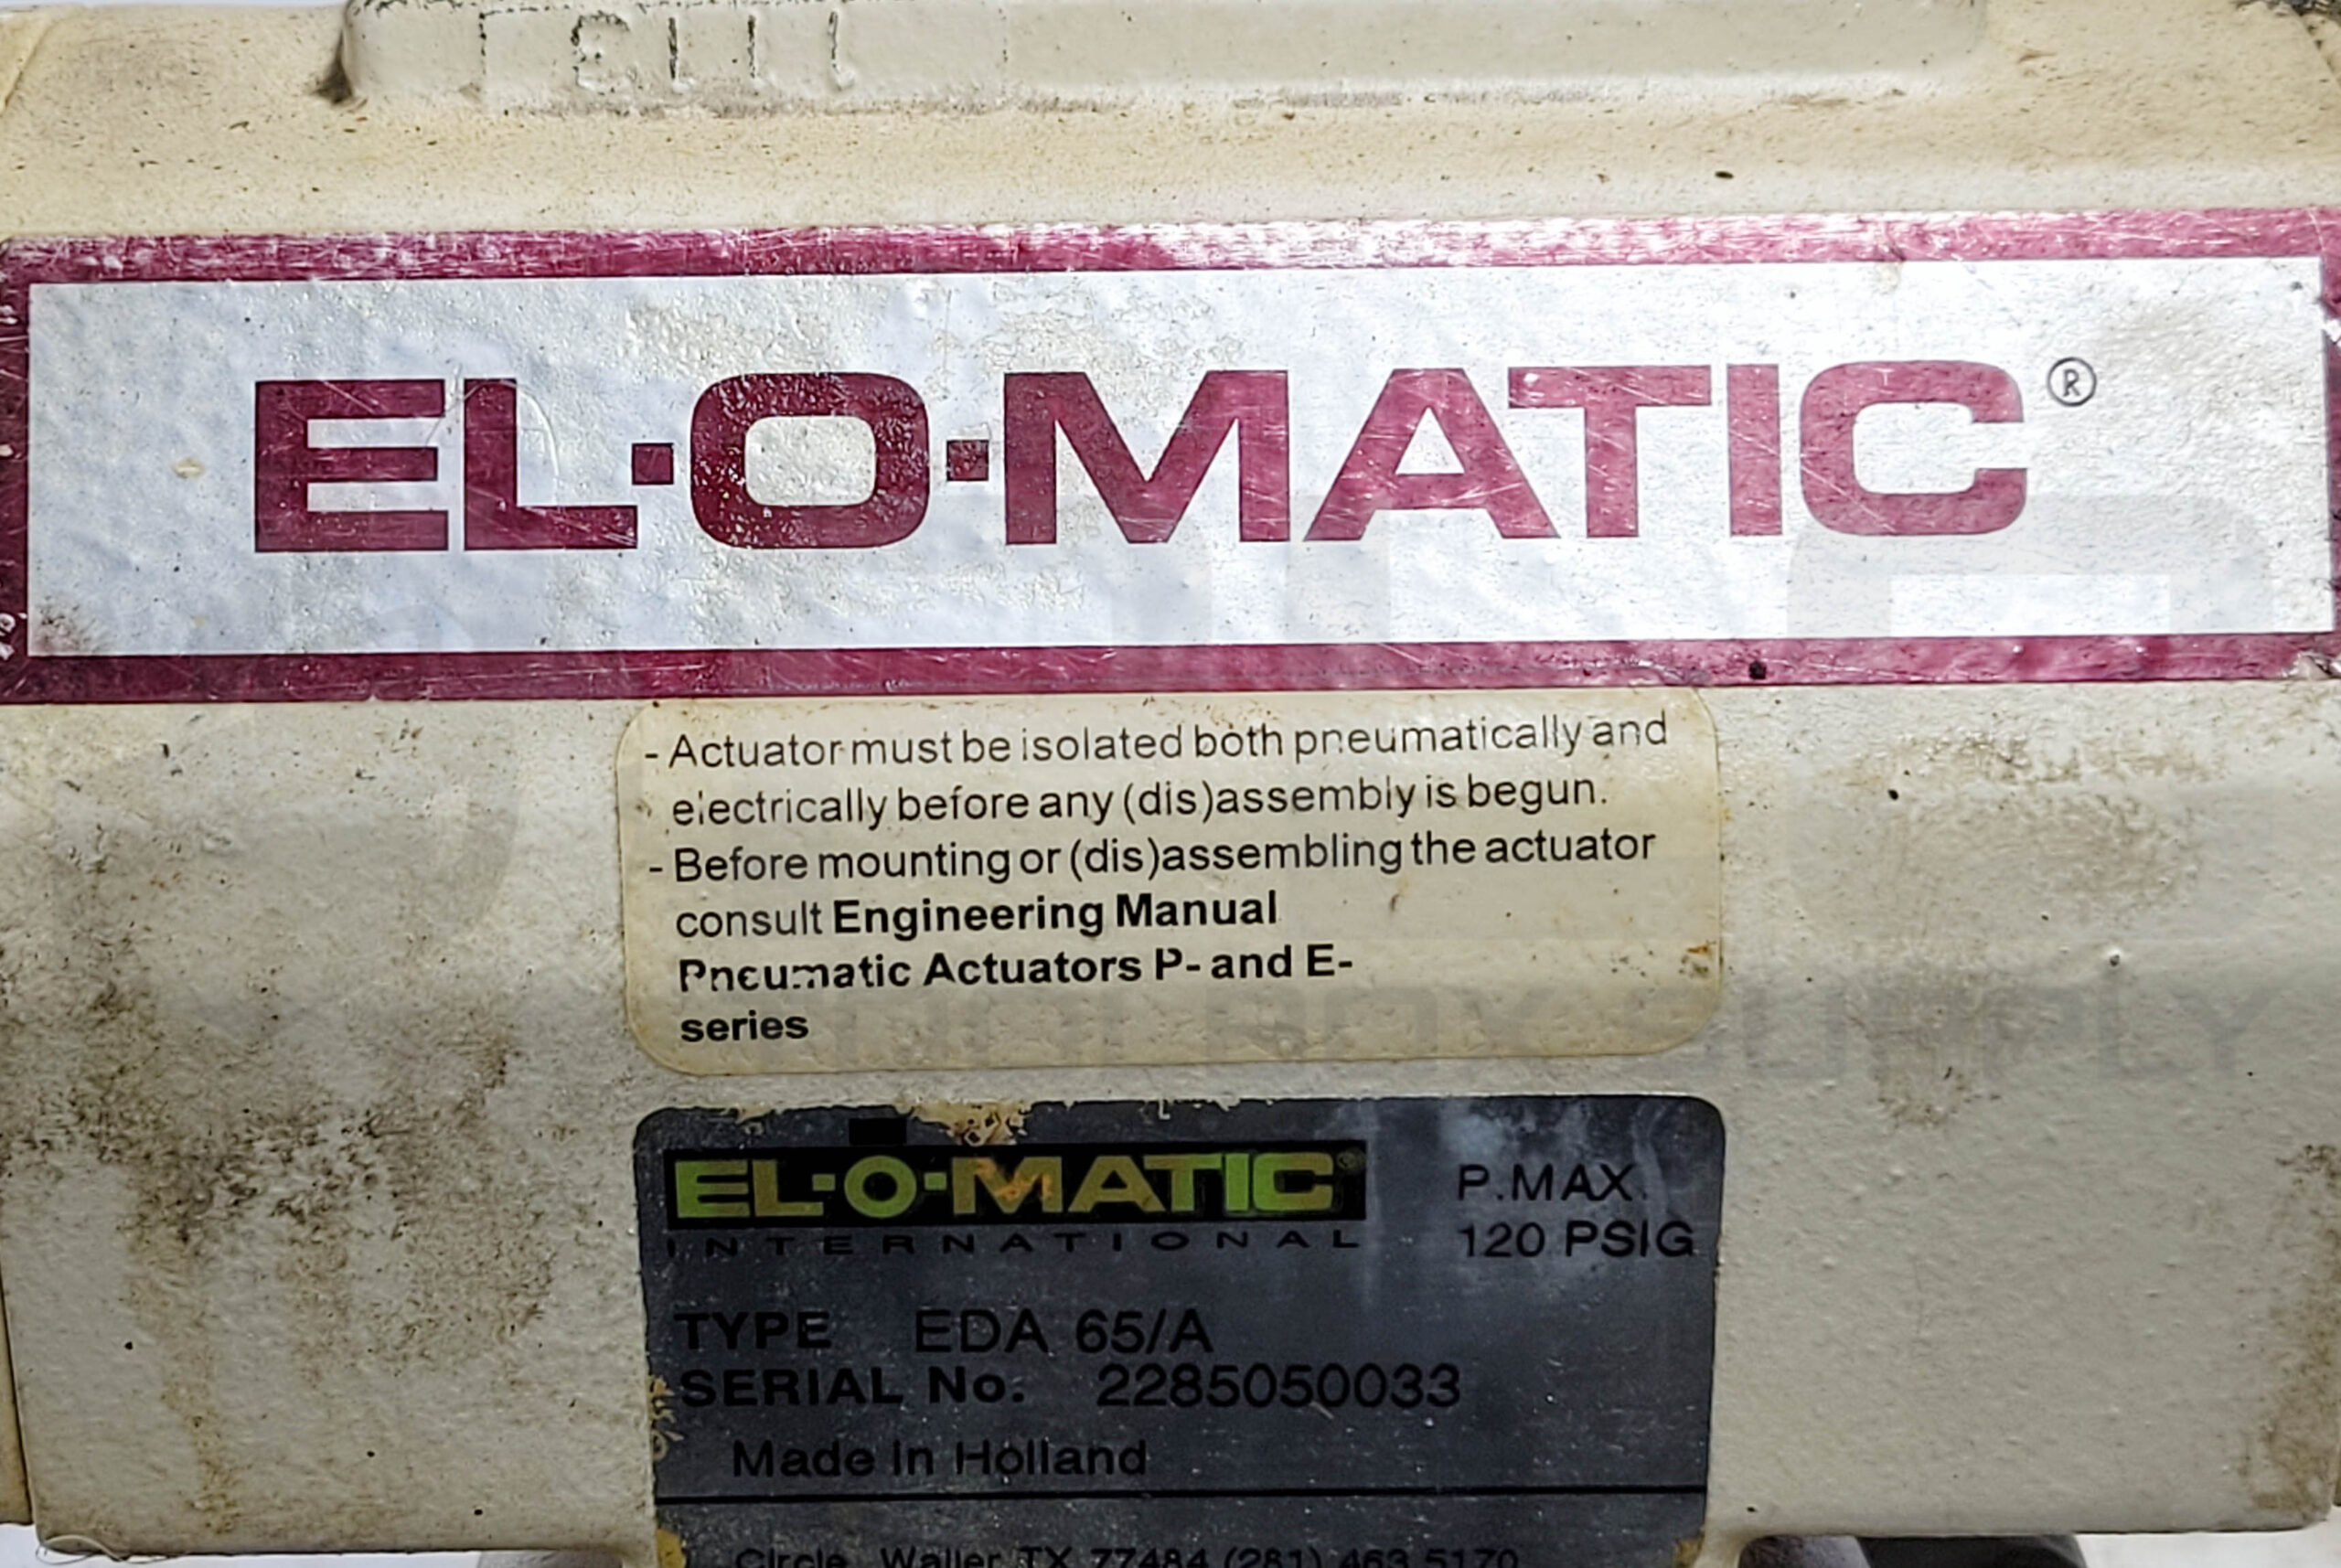 EL·O·MATIC®
- Actuator must be isolated both pneumatically and
electrically before any (dis)assembly is begun.
- Before mounting or (dis)assembling the actuator
consult Engineering Manual
Pneumatic Actuators P- and E-
series
EL·O·MATIC®
INTERNATIONAL
P.MAX.
120 PSIG
TYPE EDA 65/A
SERIAL No. 2285050033
Made In Holland
Circle, Waller TX 77484 (281) 463 5170